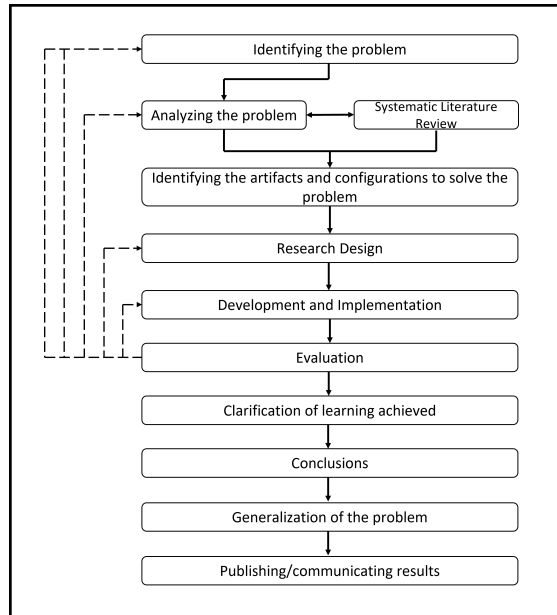 Identifying the problem
Analyzing the problem
Systematic Literature
Review
Identifying the artifacts and configurations to solve the
problem
Research Design
Development and Implementation
Evaluation
Clarification of learning achieved
Conclusions
Generalization of the problem
Publishing/communicating results